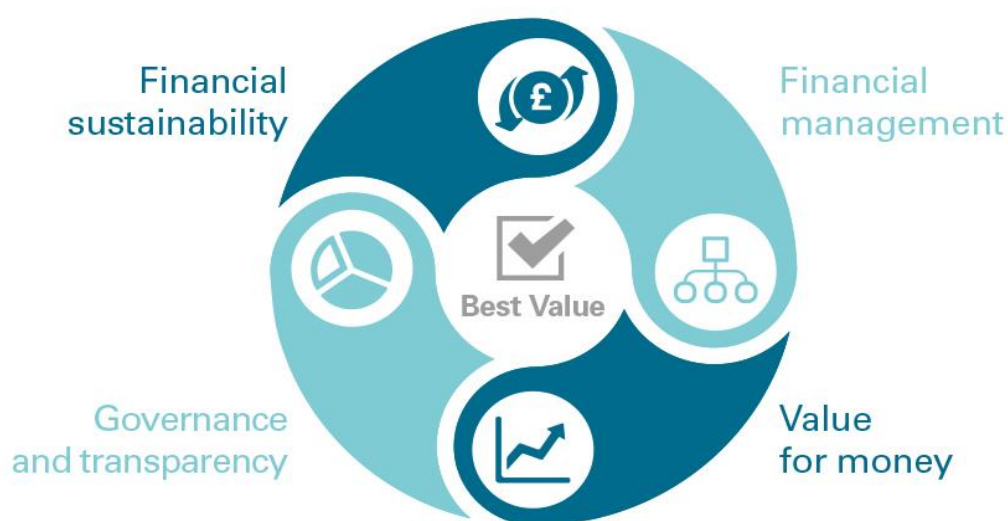 Financial
sustainability
Financial
management
£
Best Value
Governance
and transparency
Value
for money